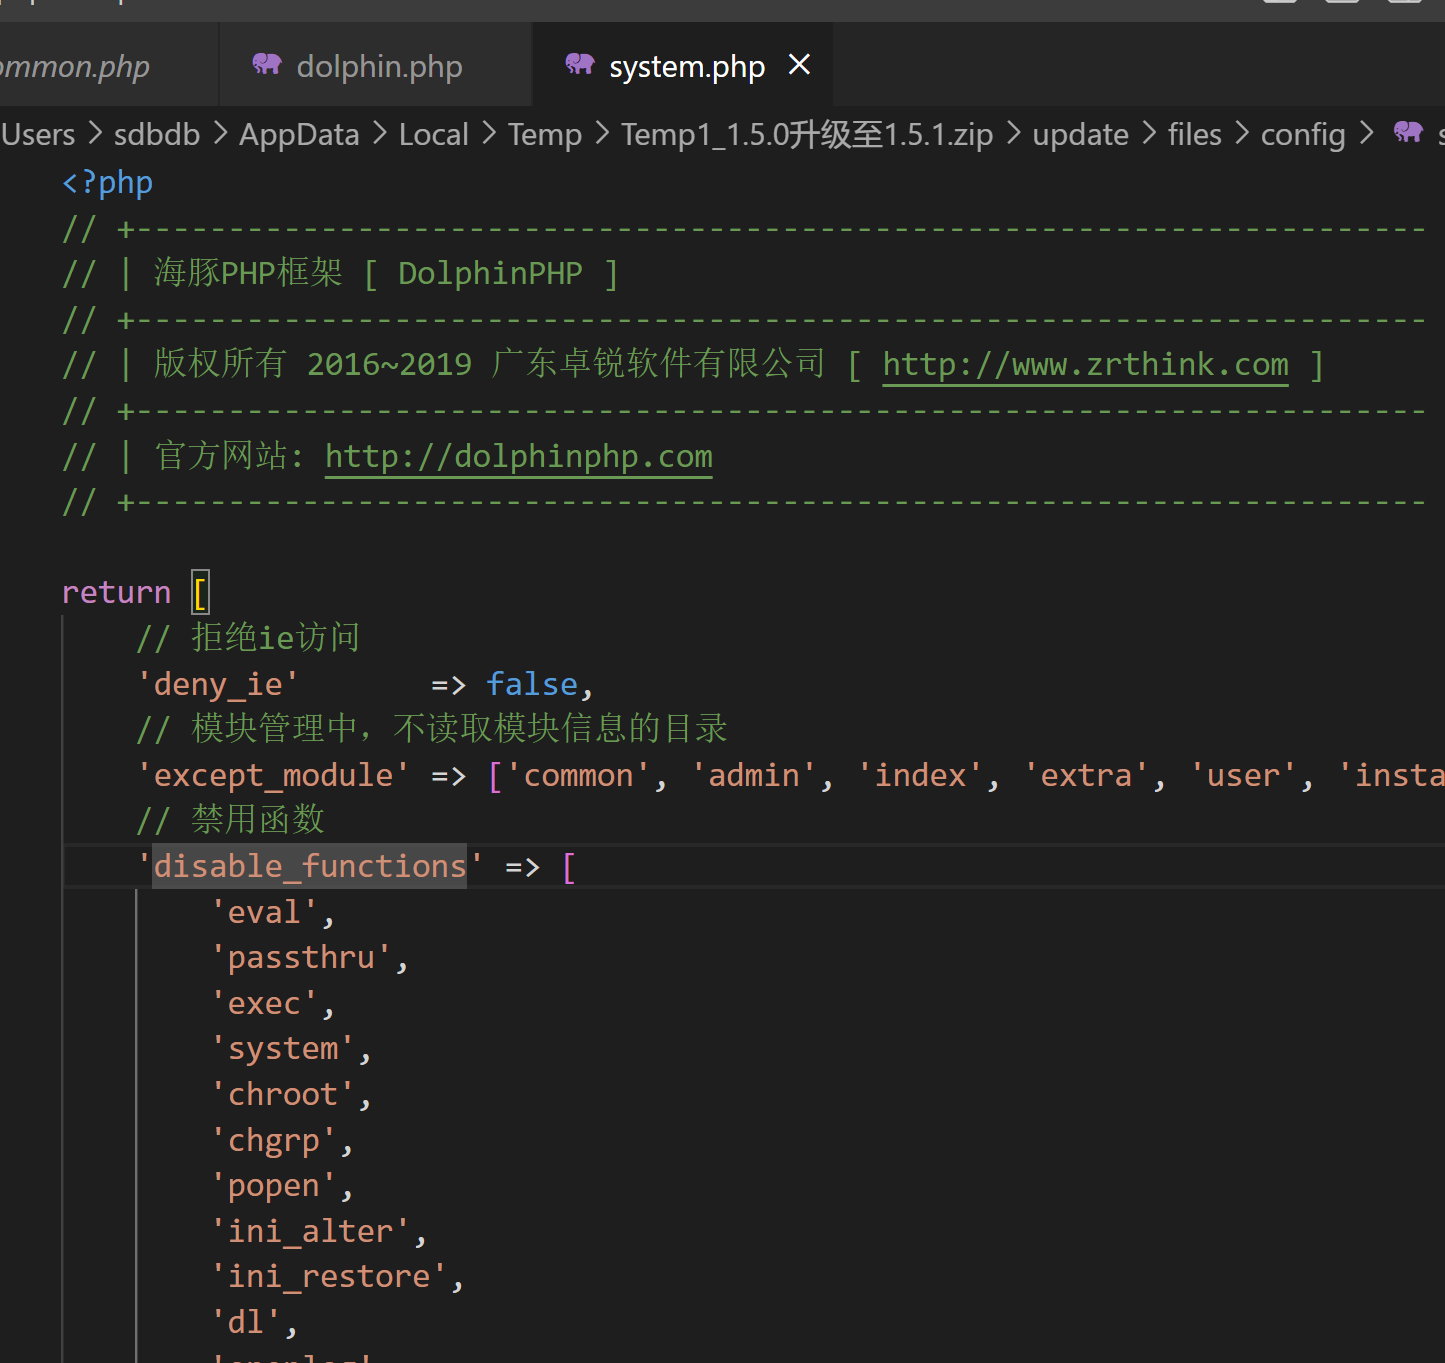 ommon.php dolphin.php system.php
Users > sdbdb > AppData > Local > Temp > Temp1_1.5.0升级至1.5.1.zip > update > files > config >
<?php
// +----------------------------------------------------------------------
// | 海豚PHP框架 [ DolphinPHP ]
// +----------------------------------------------------------------------
// | 版权所有 2016~2019 广东卓锐软件有限公司 [ http://www.zrthink.com ]
// +----------------------------------------------------------------------
// | 官方网站: http://dolphinphp.com
// +----------------------------------------------------------------------
return [
// 拒绝ie访问
'deny_ie' => false,
// 模块管理中，不读取模块信息的目录
'except_module' => ['common', 'admin', 'index', 'extra', 'user', 'insta
// 禁用函数
'disable_functions' => [
'eval',
'passthru',
'exec',
'system',
'chroot',
'chgrp',
'popen',
'ini_alter',
'ini_restore',
'dl',